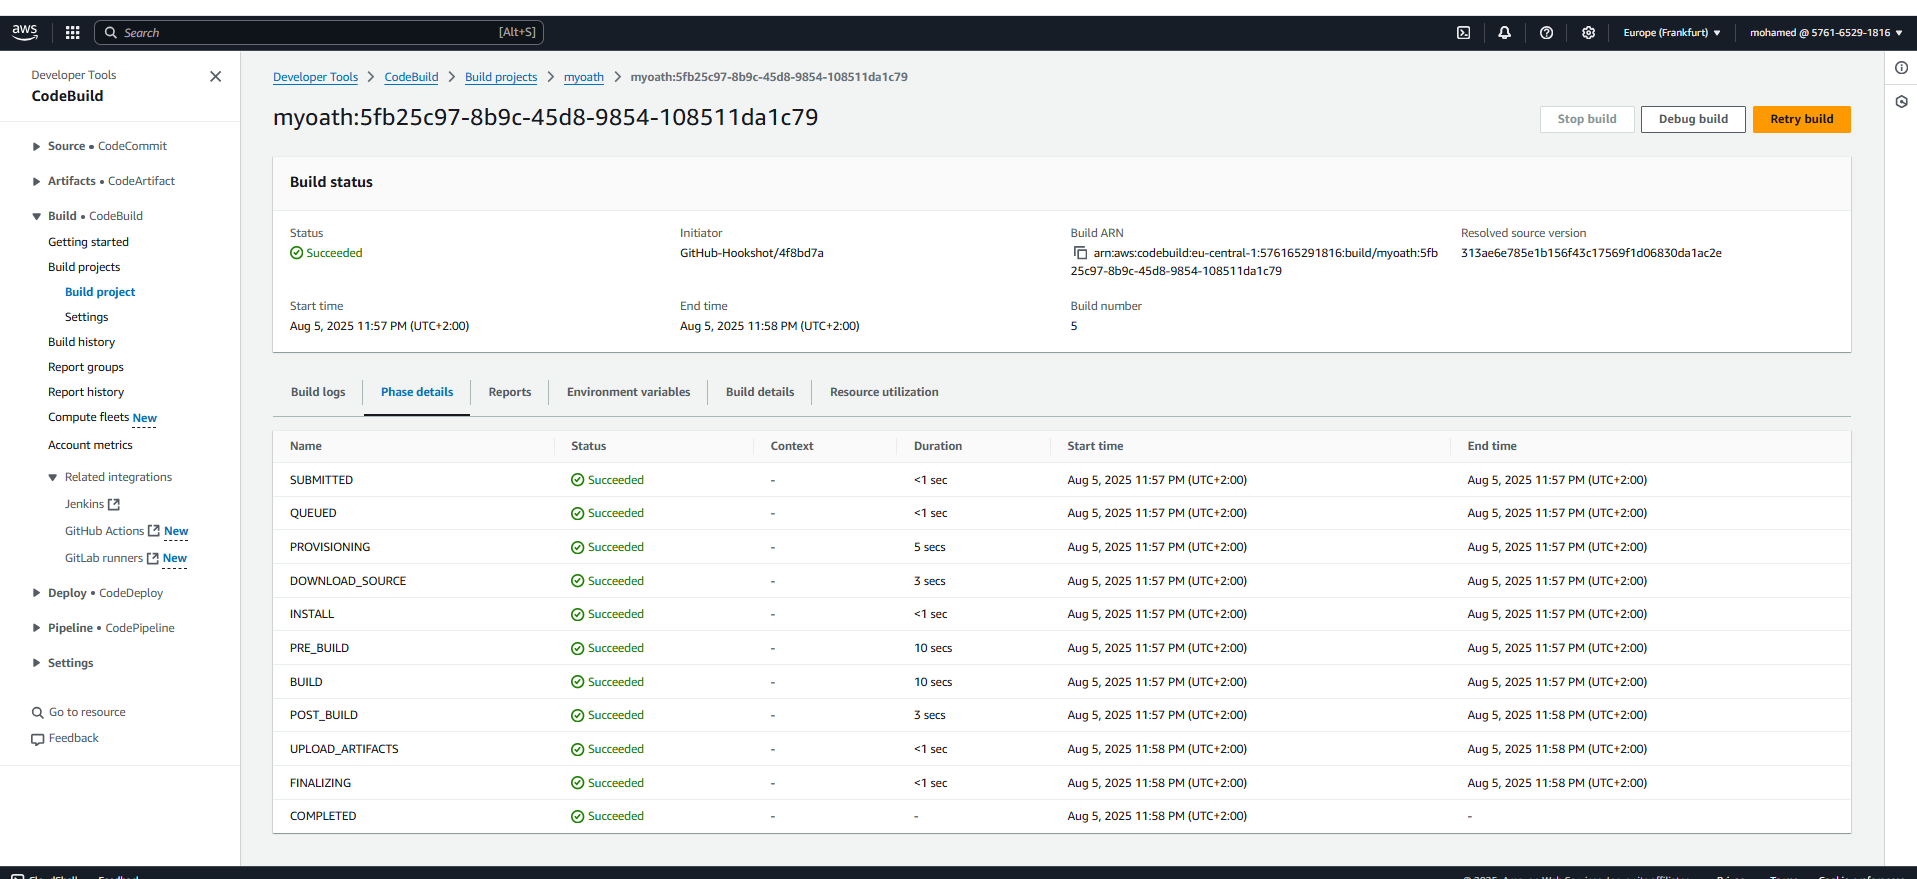 aws
Search [Alt+S]
Europe (Frankfurt)
mohamed @ 5761-6529-1816
Developer Tools
CodeBuild
Source • CodeCommit
Artifacts • CodeArtifact
Build • CodeBuild
Getting started
Build projects
Build project
Settings
Build history
Report groups
Report history
Compute fleets New
Account metrics
Related integrations
Jenkins
GitHub Actions New
GitLab runners New
Deploy • CodeDeploy
Pipeline • CodePipeline
Settings
Go to resource
Feedback
Developer Tools > CodeBuild > Build projects > myoath > myoath:5fb25c97-8b9c-45d8-9854-108511da1c79
myoath:5fb25c97-8b9c-45d8-9854-108511da1c79
Stop build
Debug build
Retry build
Build status
Status
Succeeded
Initiator
GitHub-Hookshot/4f8bd7a
Build ARN
arn:aws:codebuild:eu-central-1:576165291816:build/myoath:5fb
25c97-8b9c-45d8-9854-108511da1c79
Resolved source version
313ae6e785e1b156f43c17569f1d06830da1ac2e
Start time
Aug 5, 2025 11:57 PM (UTC+2:00)
End time
Aug 5, 2025 11:58 PM (UTC+2:00)
Build number
5
Build logs
Phase details
Reports
Environment variables
Build details
Resource utilization
Name Status Context Duration Start time End time
SUBMITTED Succeeded - <1 sec Aug 5, 2025 11:57 PM (UTC+2:00) Aug 5, 2025 11:57 PM (UTC+2:00)
QUEUED Succeeded - <1 sec Aug 5, 2025 11:57 PM (UTC+2:00) Aug 5, 2025 11:57 PM (UTC+2:00)
PROVISIONING Succeeded - 5 secs Aug 5, 2025 11:57 PM (UTC+2:00) Aug 5, 2025 11:57 PM (UTC+2:00)
DOWNLOAD_SOURCE Succeeded - 3 secs Aug 5, 2025 11:57 PM (UTC+2:00) Aug 5, 2025 11:57 PM (UTC+2:00)
INSTALL Succeeded - <1 sec Aug 5, 2025 11:57 PM (UTC+2:00) Aug 5, 2025 11:57 PM (UTC+2:00)
PRE_BUILD Succeeded - 10 secs Aug 5, 2025 11:57 PM (UTC+2:00) Aug 5, 2025 11:57 PM (UTC+2:00)
BUILD Succeeded - 10 secs Aug 5, 2025 11:57 PM (UTC+2:00) Aug 5, 2025 11:57 PM (UTC+2:00)
POST_BUILD Succeeded - 3 secs Aug 5, 2025 11:57 PM (UTC+2:00) Aug 5, 2025 11:58 PM (UTC+2:00)
UPLOAD_ARTIFACTS Succeeded - <1 sec Aug 5, 2025 11:58 PM (UTC+2:00) Aug 5, 2025 11:58 PM (UTC+2:00)
FINALIZING Succeeded - <1 sec Aug 5, 2025 11:58 PM (UTC+2:00) Aug 5, 2025 11:58 PM (UTC+2:00)
COMPLETED Succeeded - - Aug 5, 2025 11:58 PM (UTC+2:00) -